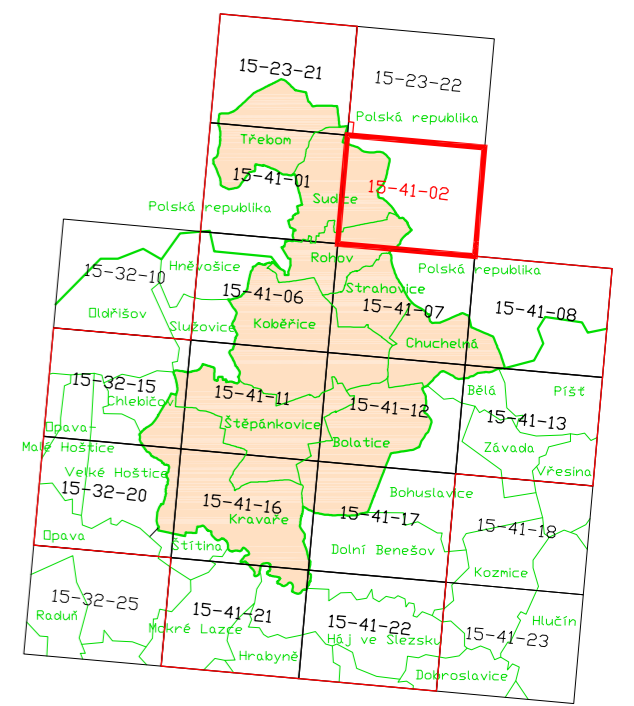 15-23-21
15-23-22
Polská republika
Třebom
15-41-01
15-41-02
Sudice
Polská republika
Rohov
Polská republika
Hněvošice
15-32-10
Strahovice
15-41-06
15-41-07
15-41-08
Oldřišov
Služovice
Kobeřice
Chuchelná
15-32-15
Bělá
Píšť
Chlebičov
15-41-11
15-41-12
15-41-13
Opava-
Malé Hoštice
Štěpánkovice
Bolatice
Závada
Velké Hoštice
Vřesina
15-32-20
Bohuslavice
15-41-16
Kravaře
15-41-17
15-41-18
Opava
Štítina
Dolní Benešov
Kozmice
15-32-25
Raduň
15-41-21
Mokré Lazce
15-41-22
Háj ve Slezsku
Hlučín
15-41-23
Hrabyně
Dobroslavice